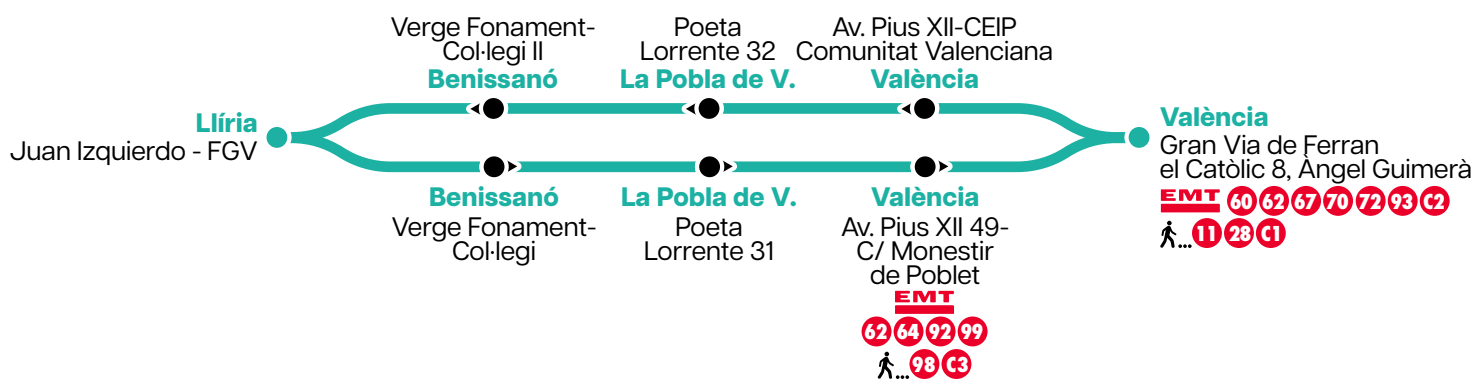 Verge Fonament-
Col·legi II
Benissanó
Poeta
Lorrente 32
La Pobla de V.
Av. Pius XII-CEIP
Comunitat Valenciana
València
Llíria
Juan Izquierdo - FGV
València
Gran Via de Ferran
el Catòlic 8, Àngel Guimerà
EMT 60 62 67 70 72 93 C2
...11 28 C1
Benissanó
Verge Fonament-
Col·legi
La Pobla de V.
Poeta
Lorrente 31
València
Av. Pius XII 49-
C/ Monestir
de Poblet
EMT
62 64 92 99
...98 C3